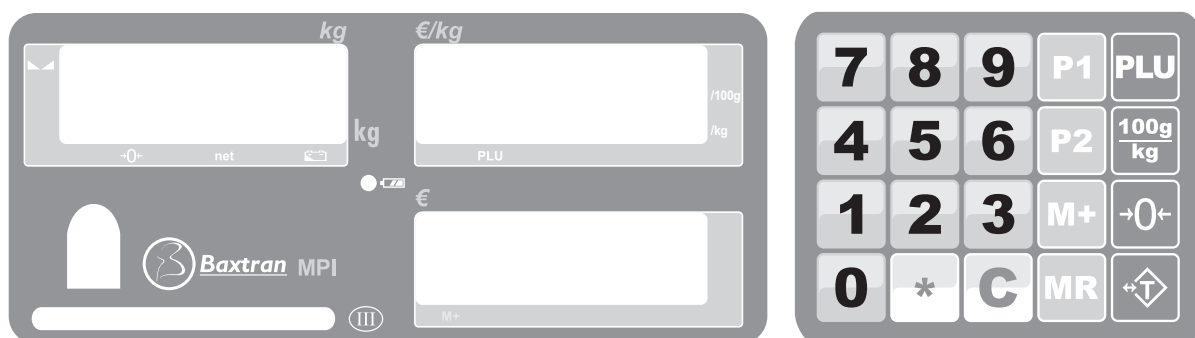 kg €/kg
/100g
kg /kg
→0← net PLU
€
Baxtran MPI
III M+
7 8 9 P1 PLU
4 5 6 P2 100g
kg
1 2 3 M+ →0←
0 * C MR ↔T